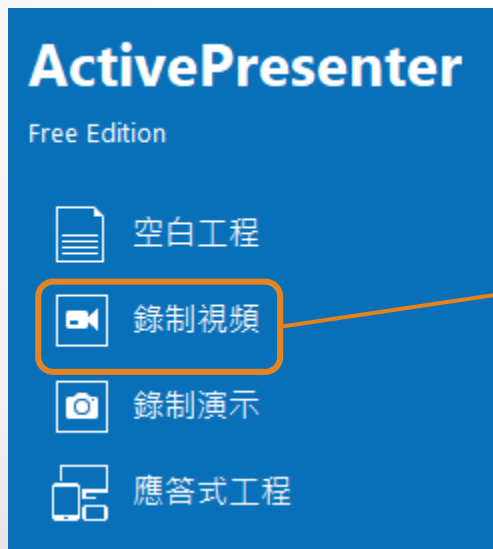 ActivePresenter
Free Edition
空白工程
錄制視頻
錄制演示
應答式工程